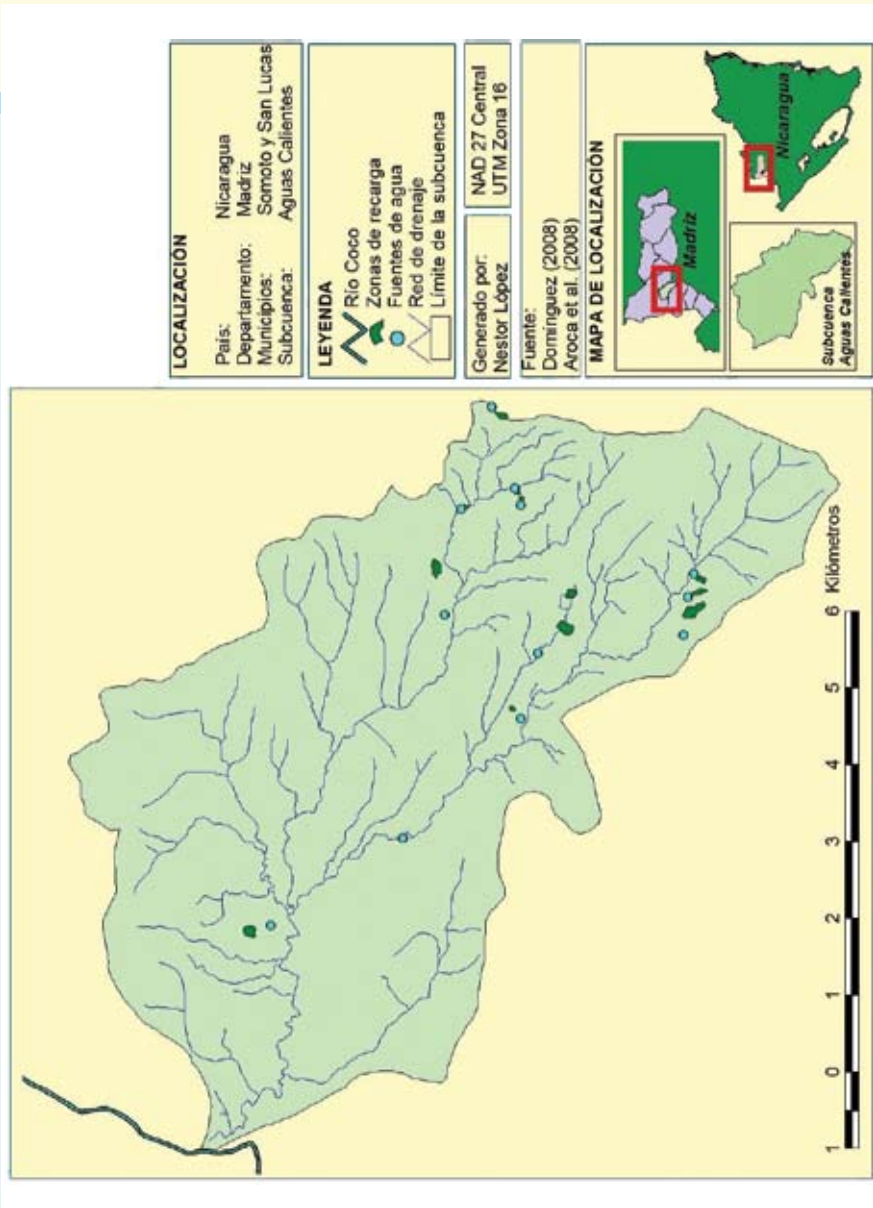 LOCALIZACIÓN
País: Nicaragua
Departamento: Madriz
Municipios: Somoto y San Lucas
Subcuenca: Aguas Calientes
LEYENDA
Río Coco
Zonas de recarga
Fuentes de agua
Red de drenaje
Límite de la subcuenca
Generado por:
Nestor López
NAD 27 Central
UTM Zona 16
Fuente:
Domínguez (2008)
Aroca et al. (2008)
MAPA DE LOCALIZACIÓN
Madríz
Nicaragua
Subcuenca
Aguas Calientes
1 0 1 2 3 4 5 6 Kilómetros